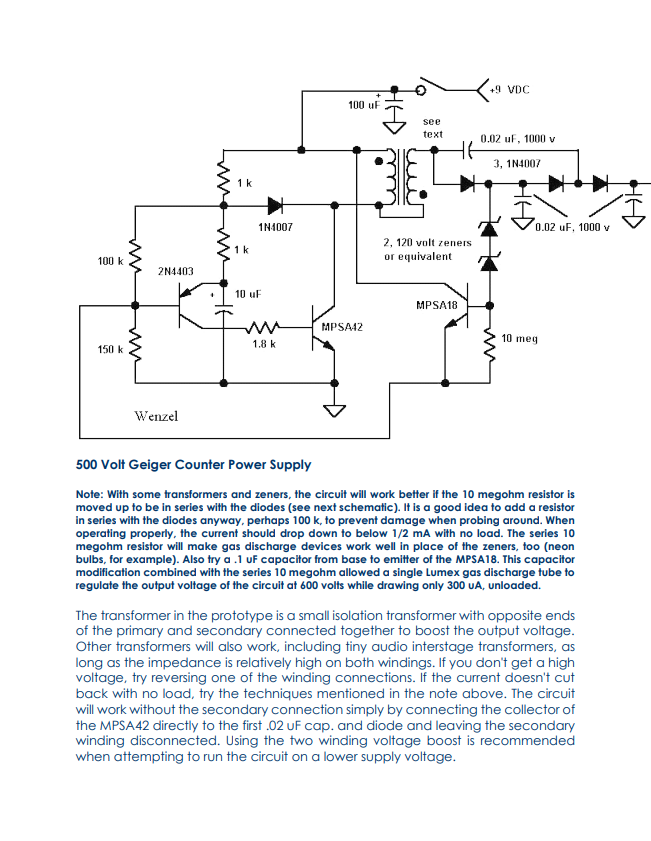 +9 VDC
+
100 uF
see
text
0.02 uF, 1000 v
3, 1N4007
1 k
1N4007
0.02 uF, 1000 v
1 k
2, 120 volt zeners
or equivalent
100 k
2N4403
+
10 uF
MPSA18
MPSA42
1.8 k
10 meg
150 k
Wenzel
500 Volt Geiger Counter Power Supply
Note: With some transformers and zeners, the circuit will work better if the 10 megohm resistor is
moved up to be in series with the diodes (see next schematic). It is a good idea to add a resistor
in series with the diodes anyway, perhaps 100 k, to prevent damage when probing around. When
operating properly, the current should drop down to below 1/2 mA with no load. The series 10
megohm resistor will make gas discharge devices work well in place of the zeners, too (neon
bulbs, for example). Also try a .1 uF capacitor from base to emitter of the MPSA18. This capacitor
modification combined with the series 10 megohm allowed a single Lumex gas discharge tube to
regulate the output voltage of the circuit at 600 volts while drawing only 300 uA, unloaded.
The transformer in the prototype is a small isolation transformer with opposite ends
of the primary and secondary connected together to boost the output voltage.
Other transformers will also work, including tiny audio interstage transformers, as
long as the impedance is relatively high on both windings. If you don't get a high
voltage, try reversing one of the winding connections. If the current doesn't cut
back with no load, try the techniques mentioned in the note above. The circuit
will work without the secondary connection simply by connecting the collector of
the MPSA42 directly to the first .02 uF cap. and diode and leaving the secondary
winding disconnected. Using the two winding voltage boost is recommended
when attempting to run the circuit on a lower supply voltage.